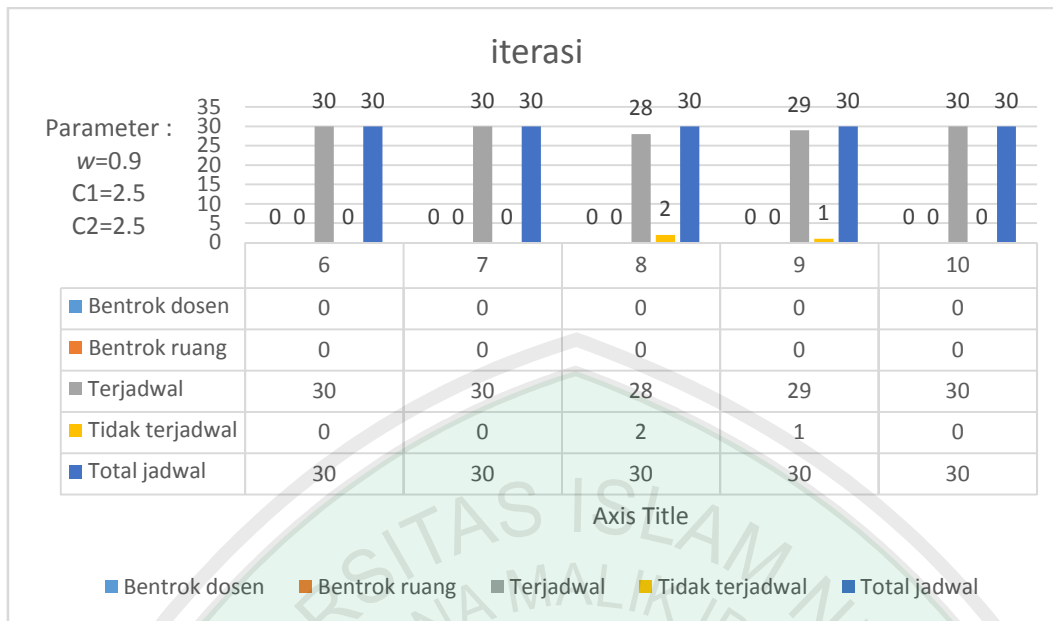 iterasi
Parameter :
w=0.9
C1=2.5
C2=2.5
35
30
25
20
15
10
5
0
0 0 30 0 30
0 0 30 0 30
0 0 28 2 30
0 0 29 1 30
0 0 30 0 30
6 7 8 9 10
Bentrok dosen 0 0 0 0 0
Bentrok ruang 0 0 0 0 0
Terjadwal 30 30 28 29 30
Tidak terjadwal 0 0 2 1 0
Total jadwal 30 30 30 30 30
Axis Title
Bentrok dosen Bentrok ruang Terjadwal Tidak terjadwal Total jadwal
ISLAM
MALIK